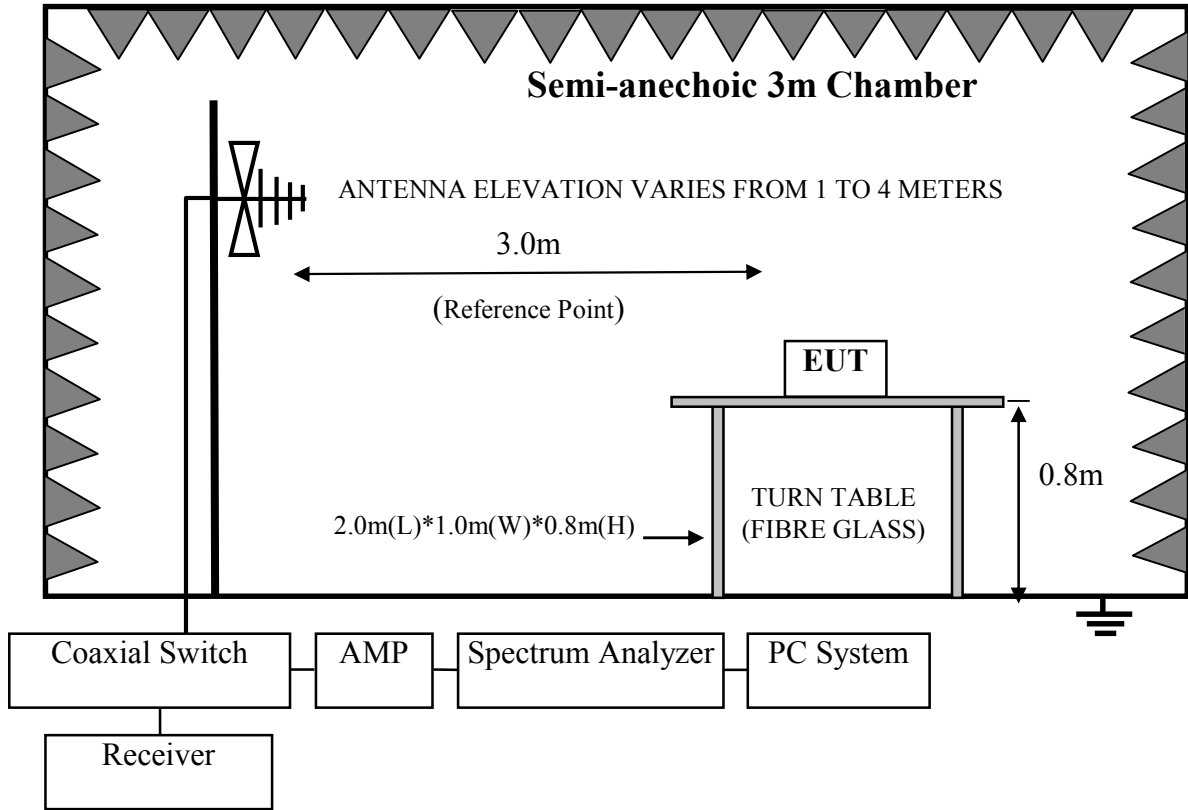 Semi-anechoic 3m Chamber
ANTENNA ELEVATION VARIES FROM 1 TO 4 METERS
3.0m
(Reference Point)
EUT
0.8m
TURN TABLE
(FIBRE GLASS)
2.0m(L)*1.0m(W)*0.8m(H)
Coaxial Switch
AMP
Spectrum Analyzer
PC System
Receiver